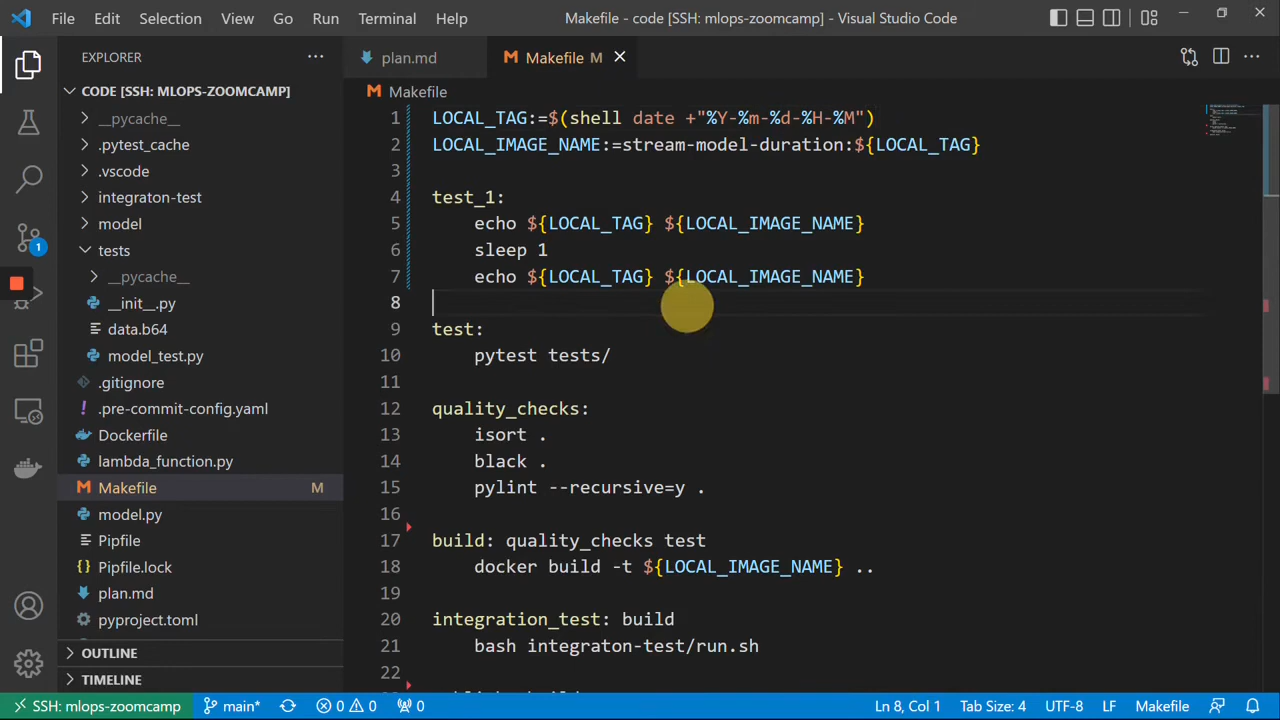 File Edit Selection View Go Run Terminal Help
Makefile - code [SSH: mlops-zoomcamp] - Visual Studio Code
EXPLORER
CODE [SSH: MLOPS-ZOOMCAMP]
__pycache__
.pytest_cache
.vscode
integraton-test
model
tests
__pycache__
__init__.py
data.b64
model_test.py
.gitignore
.pre-commit-config.yaml
Dockerfile
lambda_function.py
Makefile M
model.py
Pipfile
Pipfile.lock
plan.md
pyproject.toml
OUTLINE
TIMELINE
1
plan.md
Makefile M
Makefile
1 LOCAL_TAG:=$(shell date +"%Y-%m-%d-%H-%M")
2 LOCAL_IMAGE_NAME:=stream-model-duration:${LOCAL_TAG}
3
4 test_1:
5 echo ${LOCAL_TAG} ${LOCAL_IMAGE_NAME}
6 sleep 1
7 echo ${LOCAL_TAG} ${LOCAL_IMAGE_NAME}
8
9 test:
10 pytest tests/
11
12 quality_checks:
13 isort .
14 black .
15 pylint --recursive=y .
16
17 build: quality_checks test
18 docker build -t ${LOCAL_IMAGE_NAME} ..
19
20 integration_test: build
21 bash integraton-test/run.sh
22
SSH: mlops-zoomcamp main* 0 0 0 Ln 8, Col 1 Tab Size: 4 UTF-8 LF Makefile